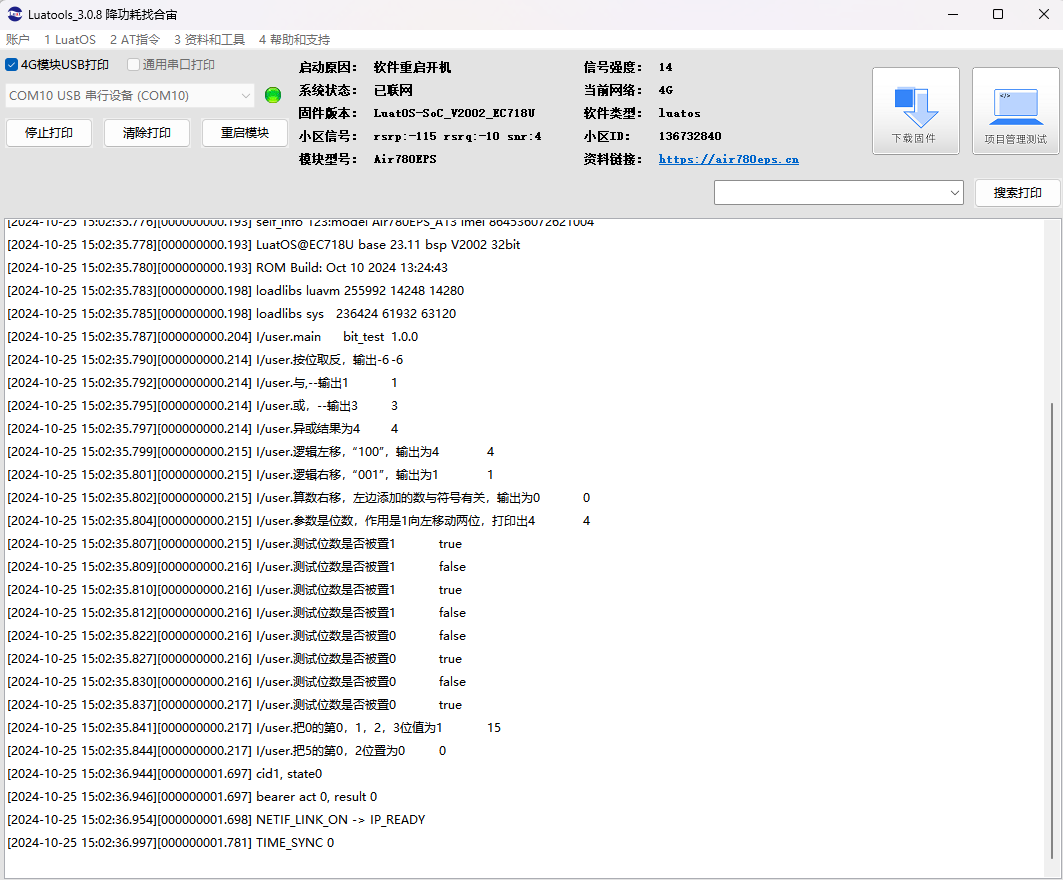 Luatools_3.0.8 降功耗找合宙
账户 1 LuatOS 2 AT指令 3 资料和工具 4 帮助和支持
4G模块USB打印 通用串口打印
COM10 USB 串行设备 (COM10)
停止打印 清除打印 重启模块
启动原因: 软件重启开机 信号强度: 14
系统状态: 已联网 当前网络: 4G
固件版本: LuatOS-SoC_V2002_EC718U 软件类型: luatos
小区信号: rsrp:-115 rsrq:-10 snr:4 小区ID: 136732840
模块型号: Air780EPS 资料链接: https://air780eps.cn
下载固件 项目管理测试
搜索打印
[2024-10-25 15:02:35.776][000000000.193] self_info 123:model Air780EPS_A13 imei 864536072621004
[2024-10-25 15:02:35.778][000000000.193] LuatOS@EC718U base 23.11 bsp V2002 32bit
[2024-10-25 15:02:35.780][000000000.193] ROM Build: Oct 10 2024 13:24:43
[2024-10-25 15:02:35.783][000000000.198] loadlibs luavm 255992 14248 14280
[2024-10-25 15:02:35.785][000000000.198] loadlibs sys 236424 61932 63120
[2024-10-25 15:02:35.787][000000000.204] I/user.main bit_test 1.0.0
[2024-10-25 15:02:35.790][000000000.214] I/user.按位取反，输出-6 -6
[2024-10-25 15:02:35.792][000000000.214] I/user.与,--输出1 1
[2024-10-25 15:02:35.795][000000000.214] I/user.或，--输出3 3
[2024-10-25 15:02:35.797][000000000.214] I/user.异或结果为4 4
[2024-10-25 15:02:35.799][000000000.215] I/user.逻辑左移，“100”，输出为4 4
[2024-10-25 15:02:35.801][000000000.215] I/user.逻辑右移，“001”，输出为1 1
[2024-10-25 15:02:35.802][000000000.215] I/user.算数右移，左边添加的数与符号有关，输出为0 0
[2024-10-25 15:02:35.804][000000000.215] I/user.参数是位数，作用是1向左移动两位，打印出4 4
[2024-10-25 15:02:35.807][000000000.215] I/user.测试位数是否被置1 true
[2024-10-25 15:02:35.809][000000000.216] I/user.测试位数是否被置1 false
[2024-10-25 15:02:35.810][000000000.216] I/user.测试位数是否被置1 true
[2024-10-25 15:02:35.812][000000000.216] I/user.测试位数是否被置1 false
[2024-10-25 15:02:35.822][000000000.216] I/user.测试位数是否被置0 false
[2024-10-25 15:02:35.827][000000000.216] I/user.测试位数是否被置0 true
[2024-10-25 15:02:35.830][000000000.216] I/user.测试位数是否被置0 false
[2024-10-25 15:02:35.837][000000000.217] I/user.测试位数是否被置0 true
[2024-10-25 15:02:35.841][000000000.217] I/user.把0的第0，1，2，3位值为1 15
[2024-10-25 15:02:35.844][000000000.217] I/user.把5的第0，2位置为0 0
[2024-10-25 15:02:36.944][000000001.697] cid1, state0
[2024-10-25 15:02:36.946][000000001.697] bearer act 0, result 0
[2024-10-25 15:02:36.954][000000001.698] NETIF_LINK_ON -> IP_READY
[2024-10-25 15:02:36.997][000000001.781] TIME_SYNC 0